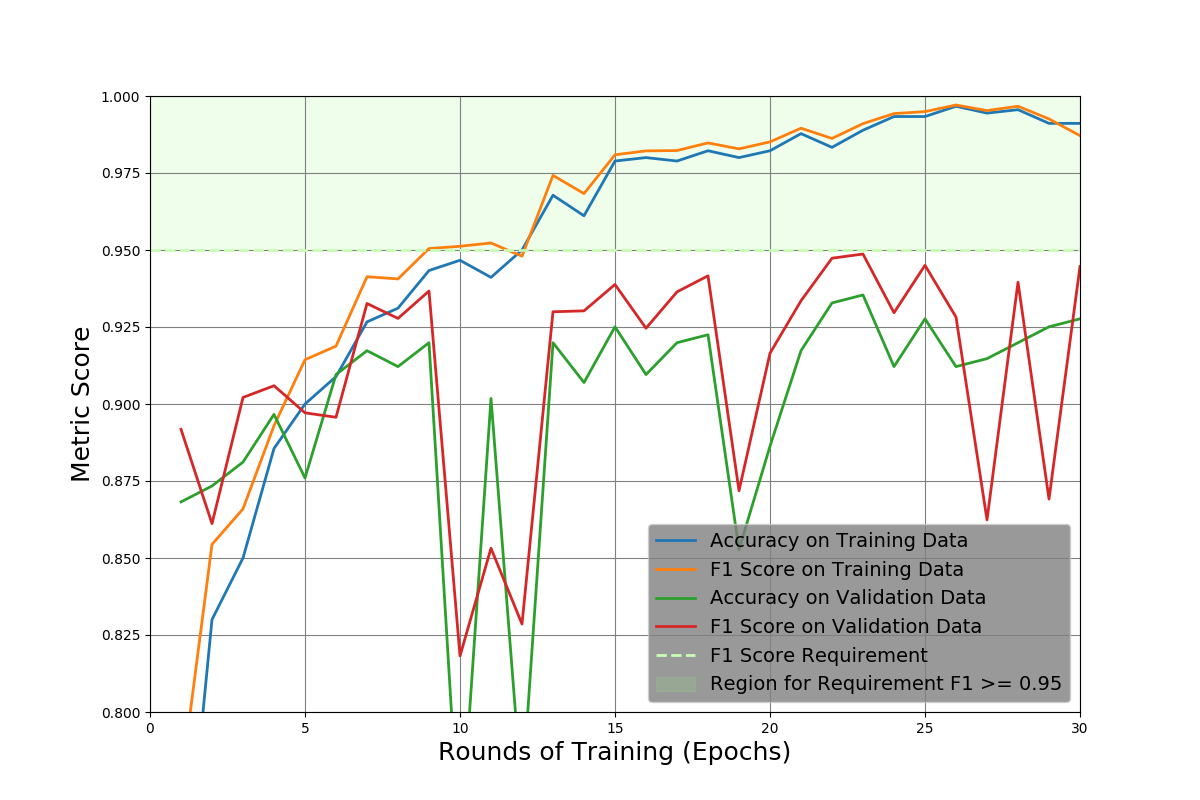 1.000
0.975
0.950
0.925
0.900
0.875
0.850
0.825
0.800
Metric Score
0 5 10 15 20 25 30
Rounds of Training (Epochs)
Accuracy on Training Data
F1 Score on Training Data
Accuracy on Validation Data
F1 Score on Validation Data
F1 Score Requirement
Region for Requirement F1 >= 0.95